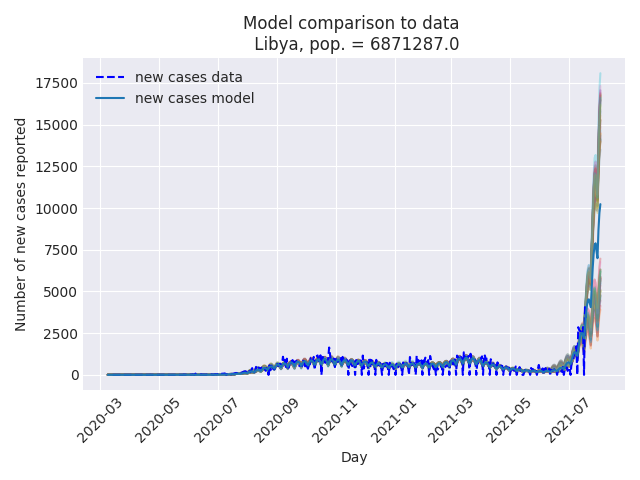 Model comparison to data
Libya, pop. = 6871287.0
new cases data
new cases model
Number of new cases reported
17500
15000
12500
10000
7500
5000
2500
0
2020-03
2020-05
2020-07
2020-09
2020-11
2021-01
2021-03
2021-05
2021-07
Day